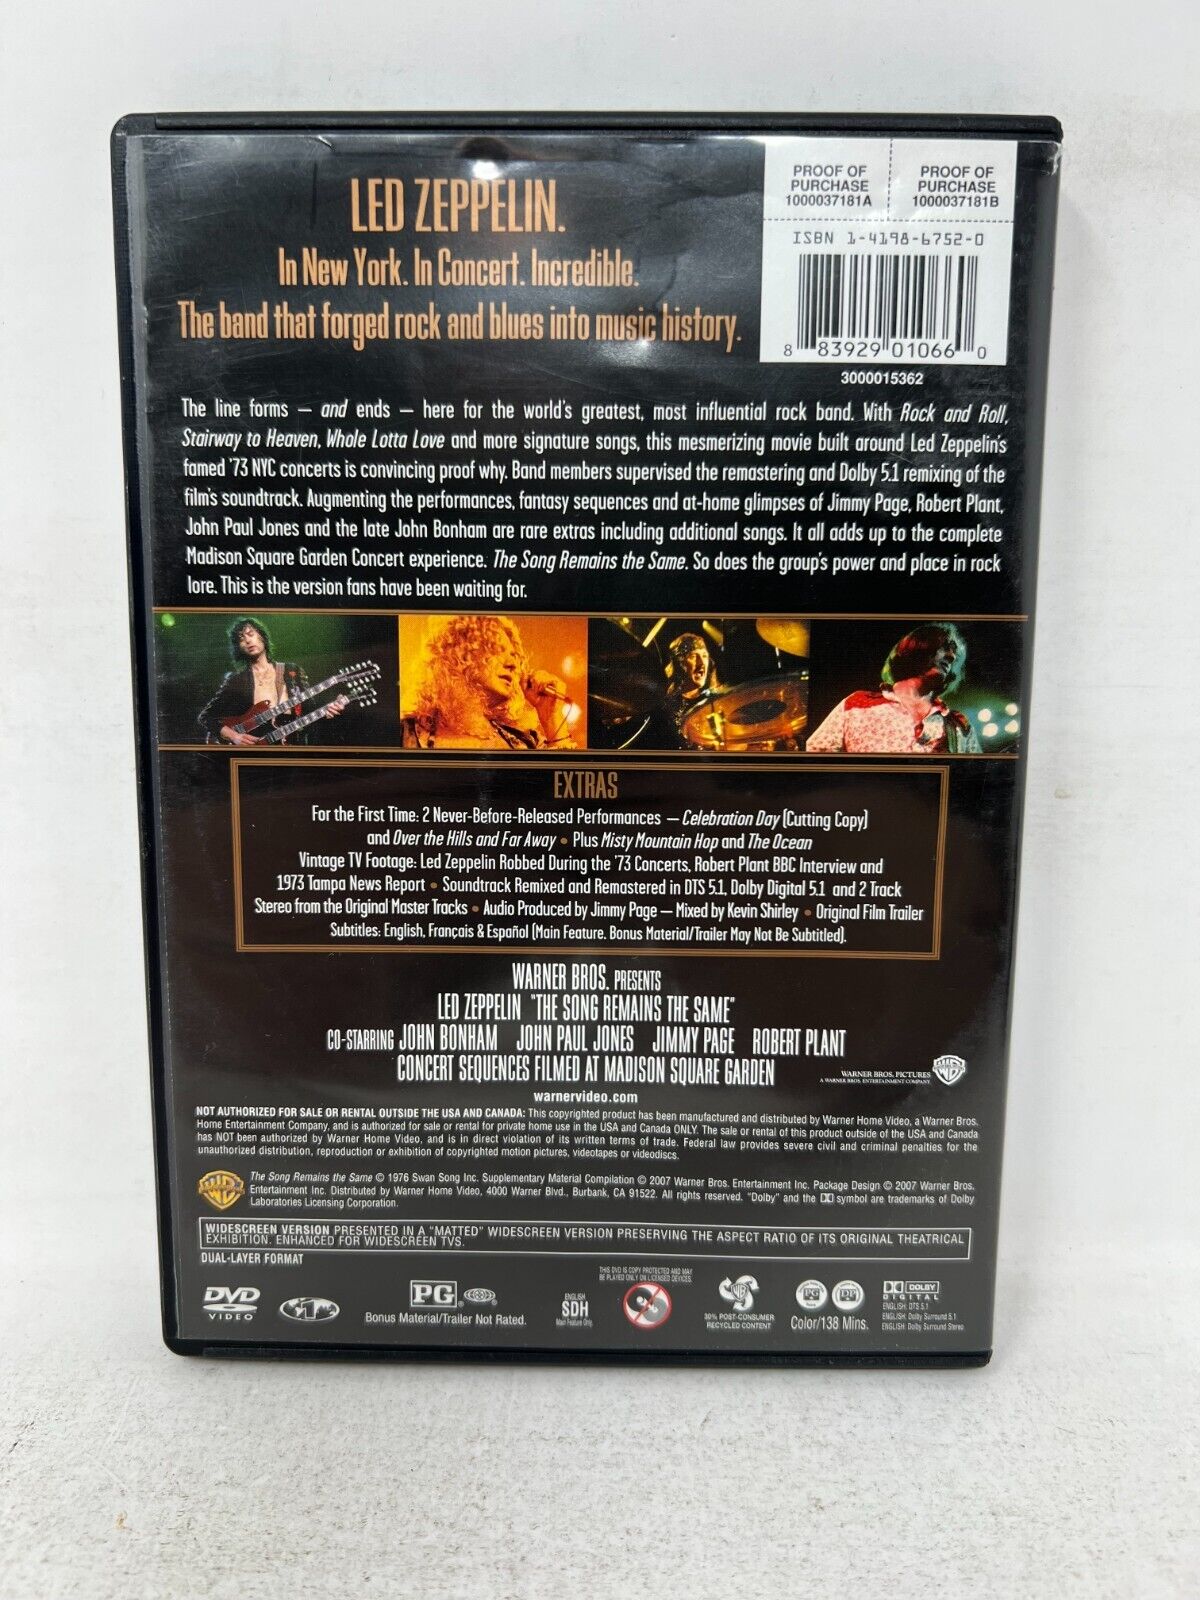 LED ZEPPELIN.
In New York. In Concert. Incredible.
The band that forged rock and blues into music history.
PROOF OF
PURCHASE
1000037181A
PROOF OF
PURCHASE
1000037181B
ISBN 1-4198-6752-0
8 83929 01066 0
3000015362
The line forms — and ends — here for the world's greatest, most influential rock band. With Rock and Roll,
Stairway to Heaven, Whole Lotta Love and more signature songs, this mesmerizing movie built around Led Zeppelin's
famed '73 NYC concerts is convincing proof why. Band members supervised the remastering and Dolby 5.1 remixing of the
film's soundtrack. Augmenting the performances, fantasy sequences and at-home glimpses of Jimmy Page, Robert Plant,
John Paul Jones and the late John Bonham are rare extras including additional songs. It all adds up to the complete
Madison Square Garden Concert experience. The Song Remains the Same. So does the group's power and place in rock
lore. This is the version fans have been waiting for.
EXTRAS
For the First Time: 2 Never-Before-Released Performances — Celebration Day (Cutting Copy)
and Over the Hills and Far Away • Plus Misty Mountain Hop and The Ocean
Vintage TV Footage: Led Zeppelin Robbed During the '73 Concerts, Robert Plant BBC Interview and
1973 Tampa News Report • Soundtrack Remixed and Remastered in DTS 5.1, Dolby Digital 5.1 and 2 Track
Stereo from the Original Master Tracks • Audio Produced by Jimmy Page — Mixed by Kevin Shirley • Original Film Trailer
Subtitles: English, Français & Español (Main Feature. Bonus Material/Trailer May Not Be Subtitled).
WARNER BROS. PRESENTS
LED ZEPPELIN "THE SONG REMAINS THE SAME"
CO-STARRING JOHN BONHAM JOHN PAUL JONES JIMMY PAGE ROBERT PLANT
CONCERT SEQUENCES FILMED AT MADISON SQUARE GARDEN
WARNER BROS. PICTURES
A WARNER BROS. ENTERTAINMENT COMPANY
warnervideo.com
NOT AUTHORIZED FOR SALE OR RENTAL OUTSIDE THE USA AND CANADA: This copyrighted product has been manufactured and distributed by Warner Home Video, a Warner Bros.
Home Entertainment Company, and is authorized for sale or rental for private home use in the USA and Canada ONLY. The sale or rental of this product outside of the USA and Canada
has NOT been authorized by Warner Home Video, and is in direct violation of its written terms of trade. Federal law provides severe civil and criminal penalties for the
unauthorized distribution, reproduction or exhibition of copyrighted motion pictures, videotapes or videodiscs.
The Song Remains the Same © 1976 Swan Song Inc. Supplementary Material Compilation © 2007 Warner Bros. Entertainment Inc. Package Design © 2007 Warner Bros.
Entertainment Inc. Distributed by Warner Home Video, 4000 Warner Blvd., Burbank, CA 91522. All rights reserved. "Dolby" and the symbol are trademarks of Dolby
Laboratories Licensing Corporation.
WIDESCREEN VERSION PRESENTED IN A "MATTED" WIDESCREEN VERSION PRESERVING THE ASPECT RATIO OF ITS ORIGINAL THEATRICAL
EXHIBITION. ENHANCED FOR WIDESCREEN TVS.
DUAL-LAYER FORMAT
DVD
VIDEO
PG
Bonus Material/Trailer Not Rated.
ENGLISH
SDH
Main Feature Only.
THIS DVD IS COPY PROTECTED AND MAY
BE PLAYED ONLY ON LICENSED DEVICES.
30% POST-CONSUMER
RECYCLED CONTENT
PG
DP
Color/138 Mins.
DOLBY
DIGITAL
ENGLISH: DTS 5.1
ENGLISH: Dolby Surround 5.1
ENGLISH: Dolby Surround Stereo